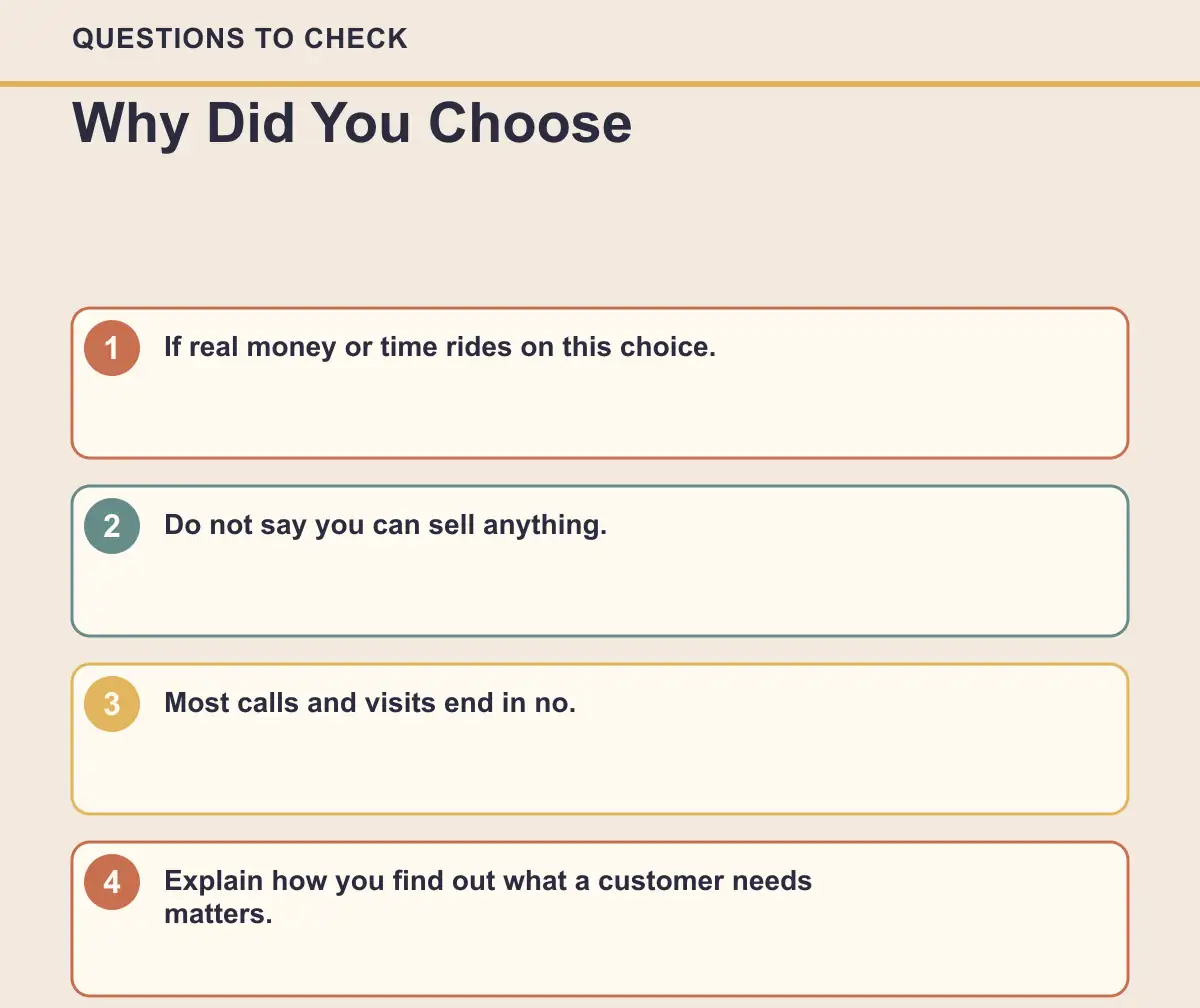 QUESTIONS TO CHECK
Why Did You Choose
1
If real money or time rides on this choice.
2
Do not say you can sell anything.
3
Most calls and visits end in no.
4
Explain how you find out what a customer needs
matters.